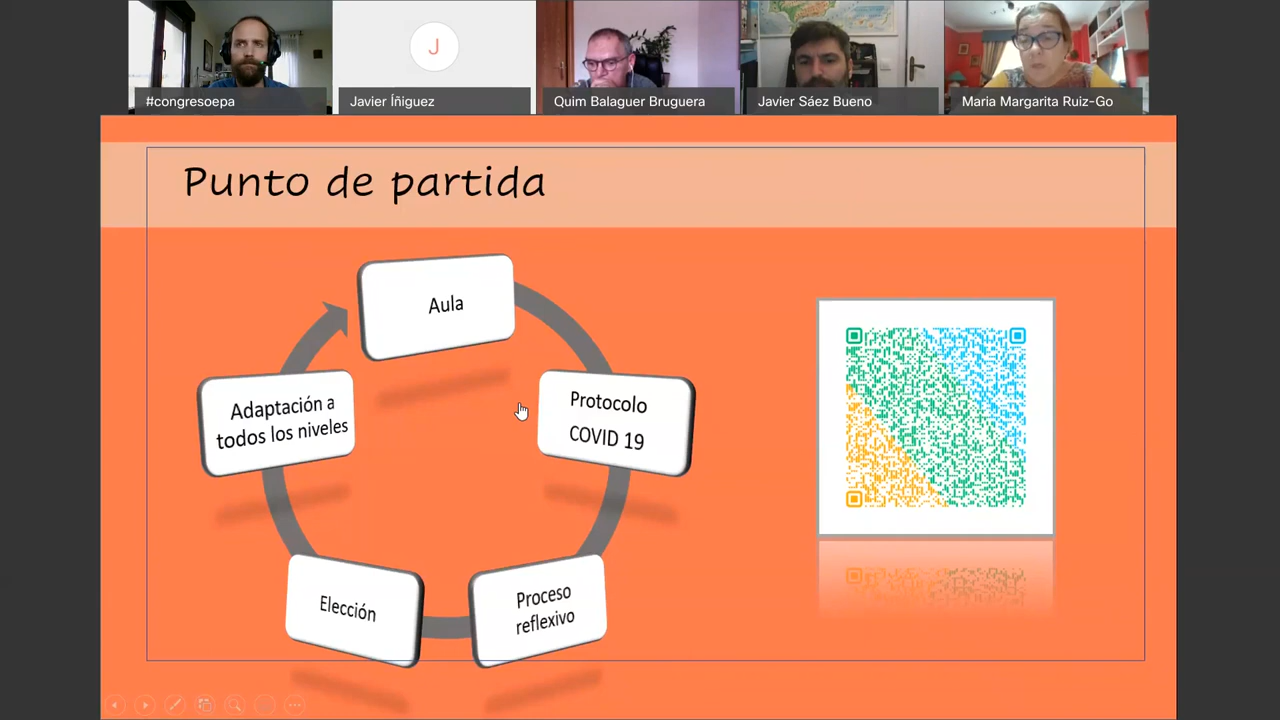 J
#congresoepa
Javier Íñiguez
Quim Balaguer Bruguera
Javier Sáez Bueno
Maria Margarita Ruiz-Go
Punto de partida
Aula
Protocolo
COVID 19
Proceso
reflexivo
Elección
Adaptación a
todos los niveles